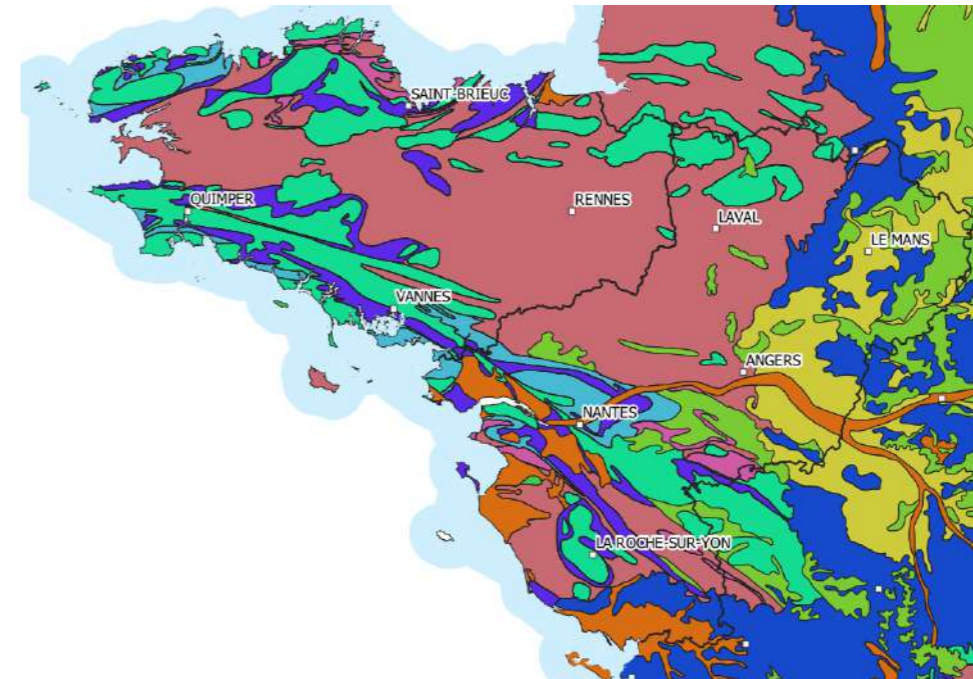 SAINT-BRIEUC
QUIMPER
RENNES
LAVAL
LE MANS
VANNES
ANGERS
NANTES
LA ROCHE-SUR-YON